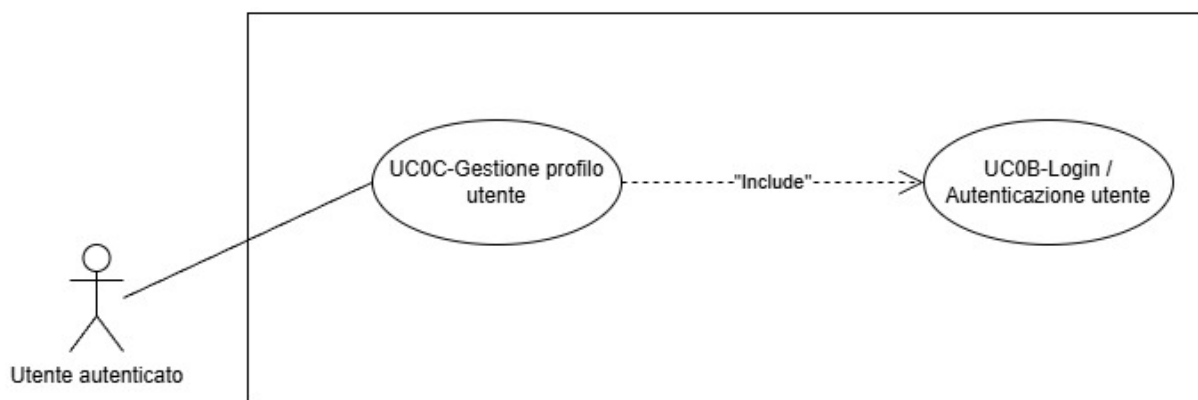 UC0C-Gestione profilo
utente
"Include"
UC0B-Login /
Autenticazione utente
Utente autenticato